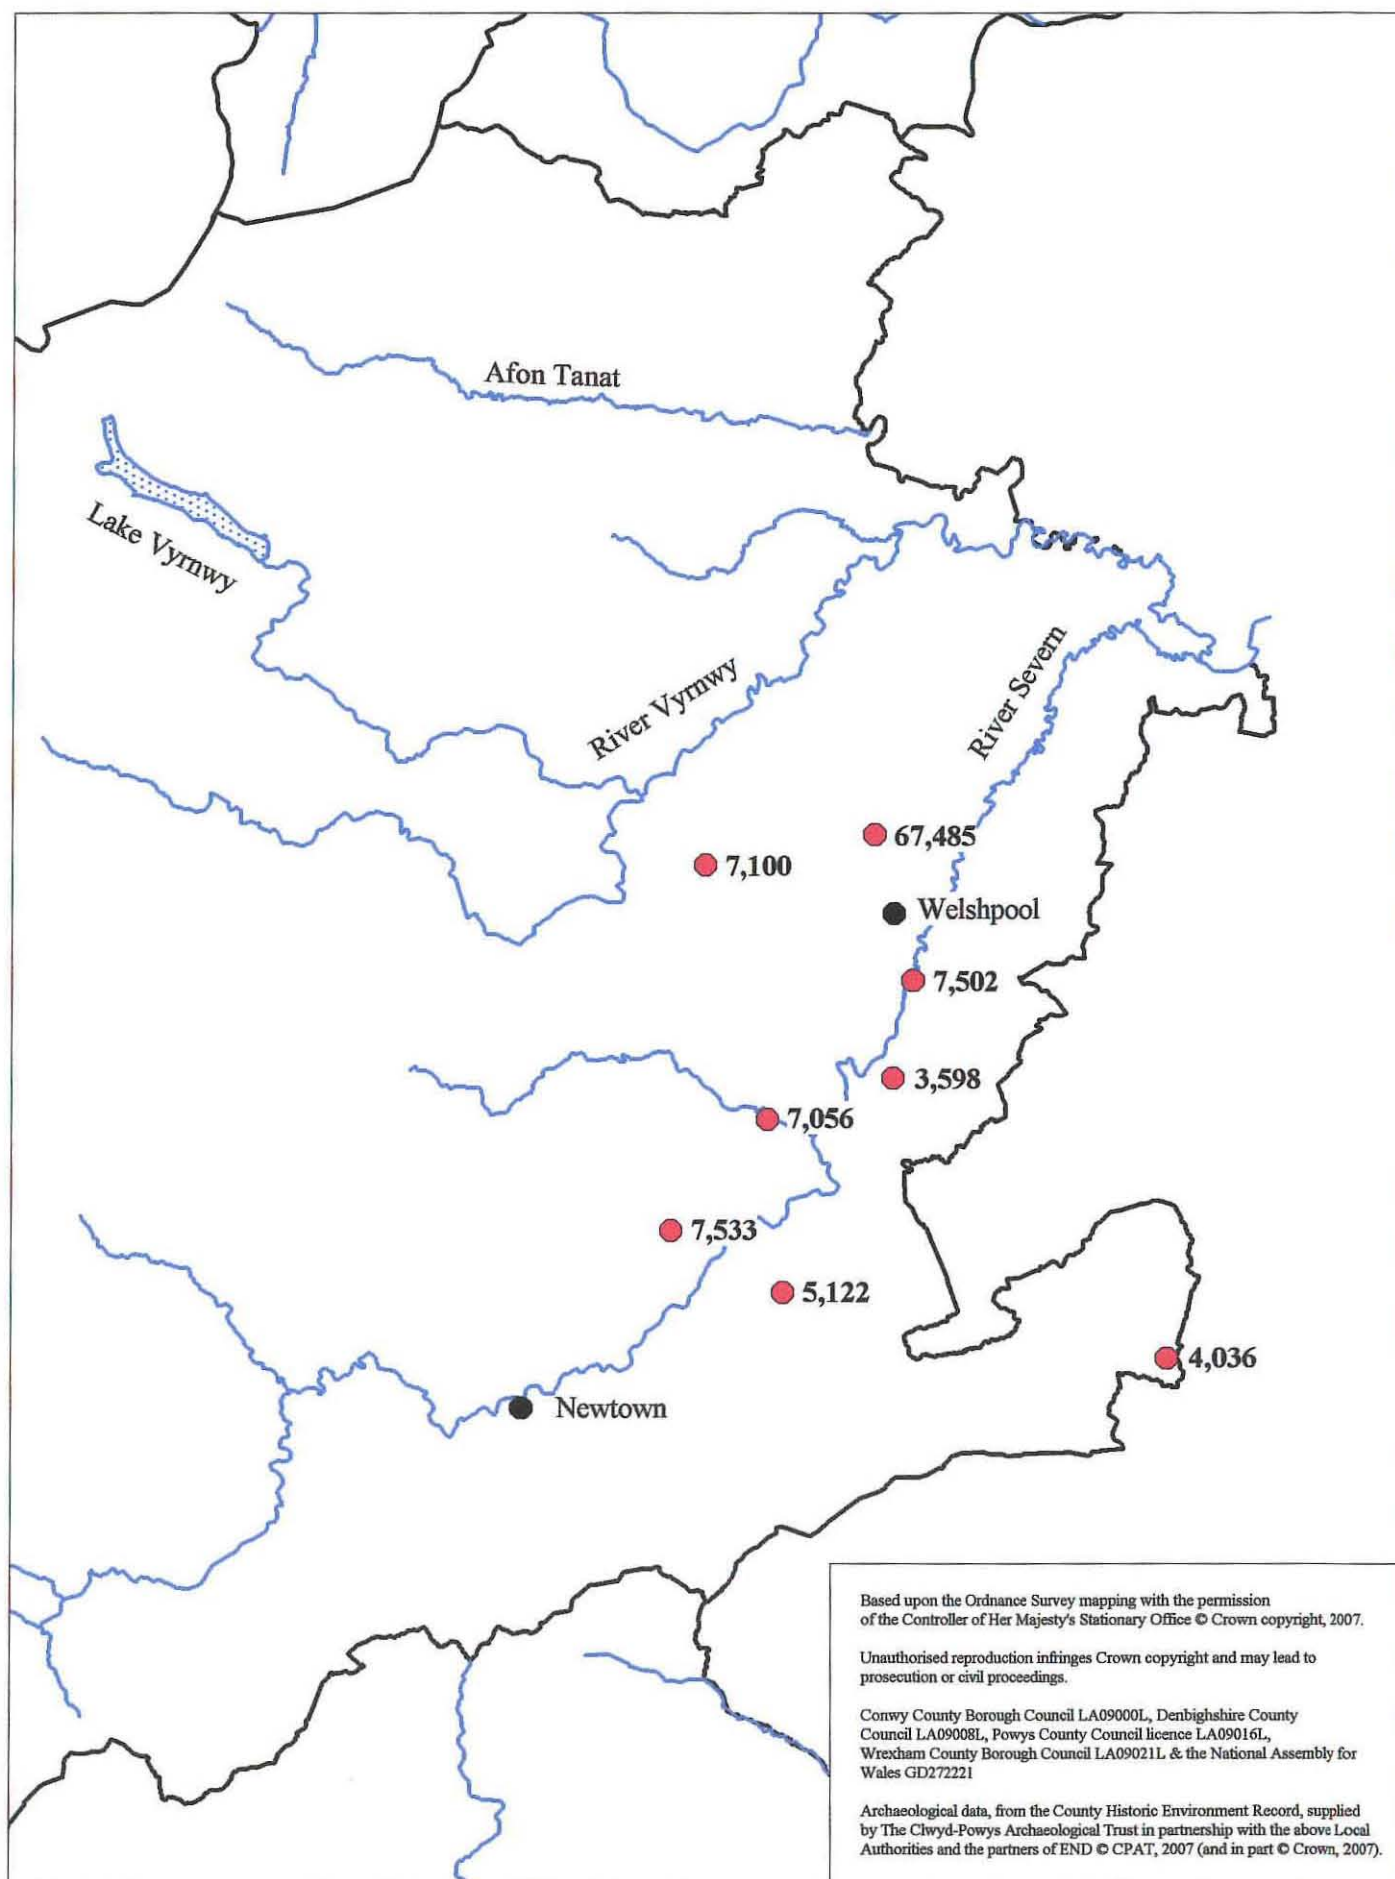 Afon Tanat
Lake Vyrnwy
River Vyrnwy
River Severn
67,485
7,100
Welshpool
7,502
3,598
7,056
7,533
5,122
4,036
Newtown
Based upon the Ordnance Survey mapping with the permission
of the Controller of Her Majesty's Stationary Office © Crown copyright, 2007.
Unauthorised reproduction infringes Crown copyright and may lead to
prosecution or civil proceedings.
Conwy County Borough Council LA09000L, Denbighshire County
Council LA09008L, Powys County Council licence LA09016L,
Wrexham County Borough Council LA09021L & the National Assembly for
Wales GD272221
Archaeological data, from the County Historic Environment Record, supplied
by The Clwyd-Powys Archaeological Trust in partnership with the above Local
Authorities and the partners of END © CPAT, 2007 (and in part © Crown, 2007).